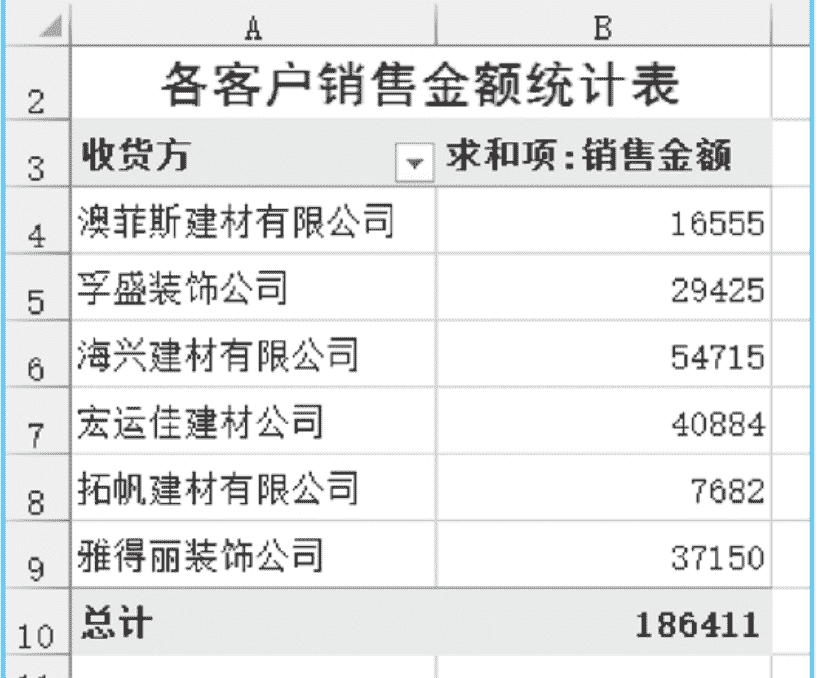 A B
2 各客户销售金额统计表
3 收货方 求和项:销售金额
4 澳菲斯建材有限公司 16555
5 孚盛装饰公司 29425
6 海兴建材有限公司 54715
7 宏运佳建材公司 40884
8 拓帆建材有限公司 7682
9 雅得丽装饰公司 37150
10 总计 186411